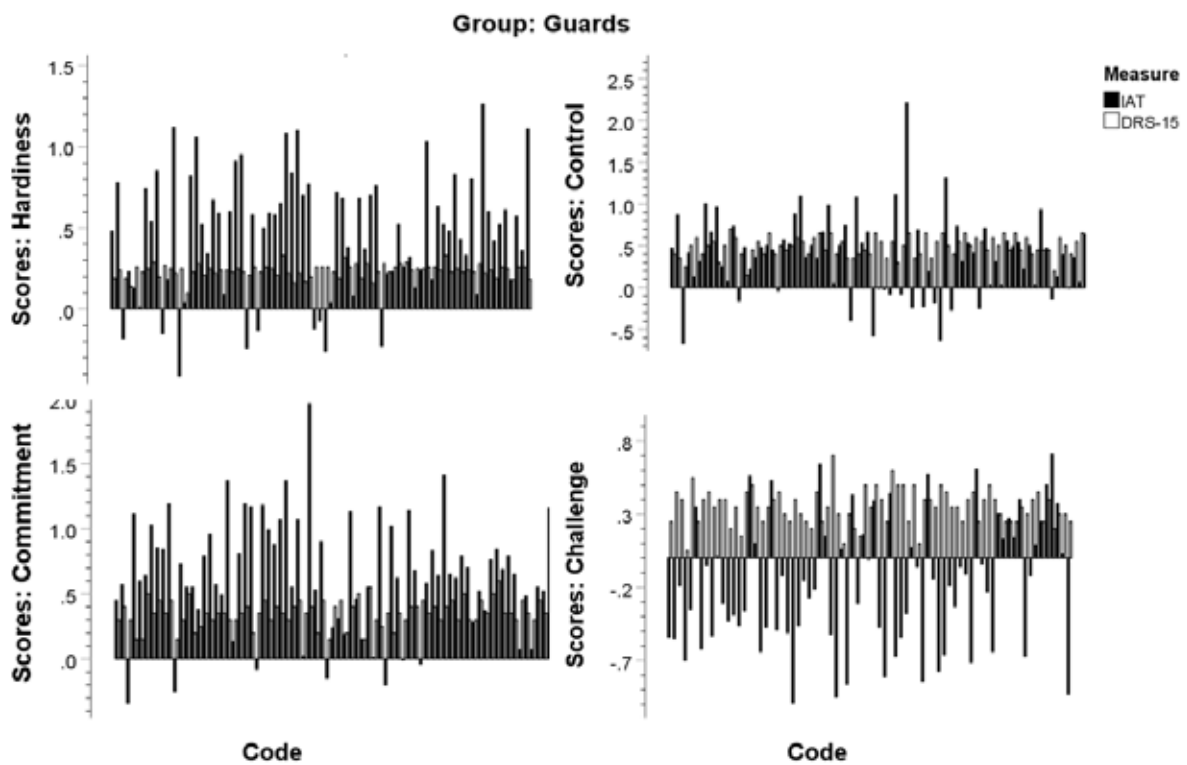 Group: Guards
Scores: Hardiness
1.5
1.0
.5
.0
Scores: Control
2.5
2.0
1.5
1.0
.5
.0
-.5
Measure
IAT
DRS-15
Scores: Commitment
2.0
1.5
1.0
.5
.0
Code
Scores: Challenge
.8
.3
-.2
-.7
Code